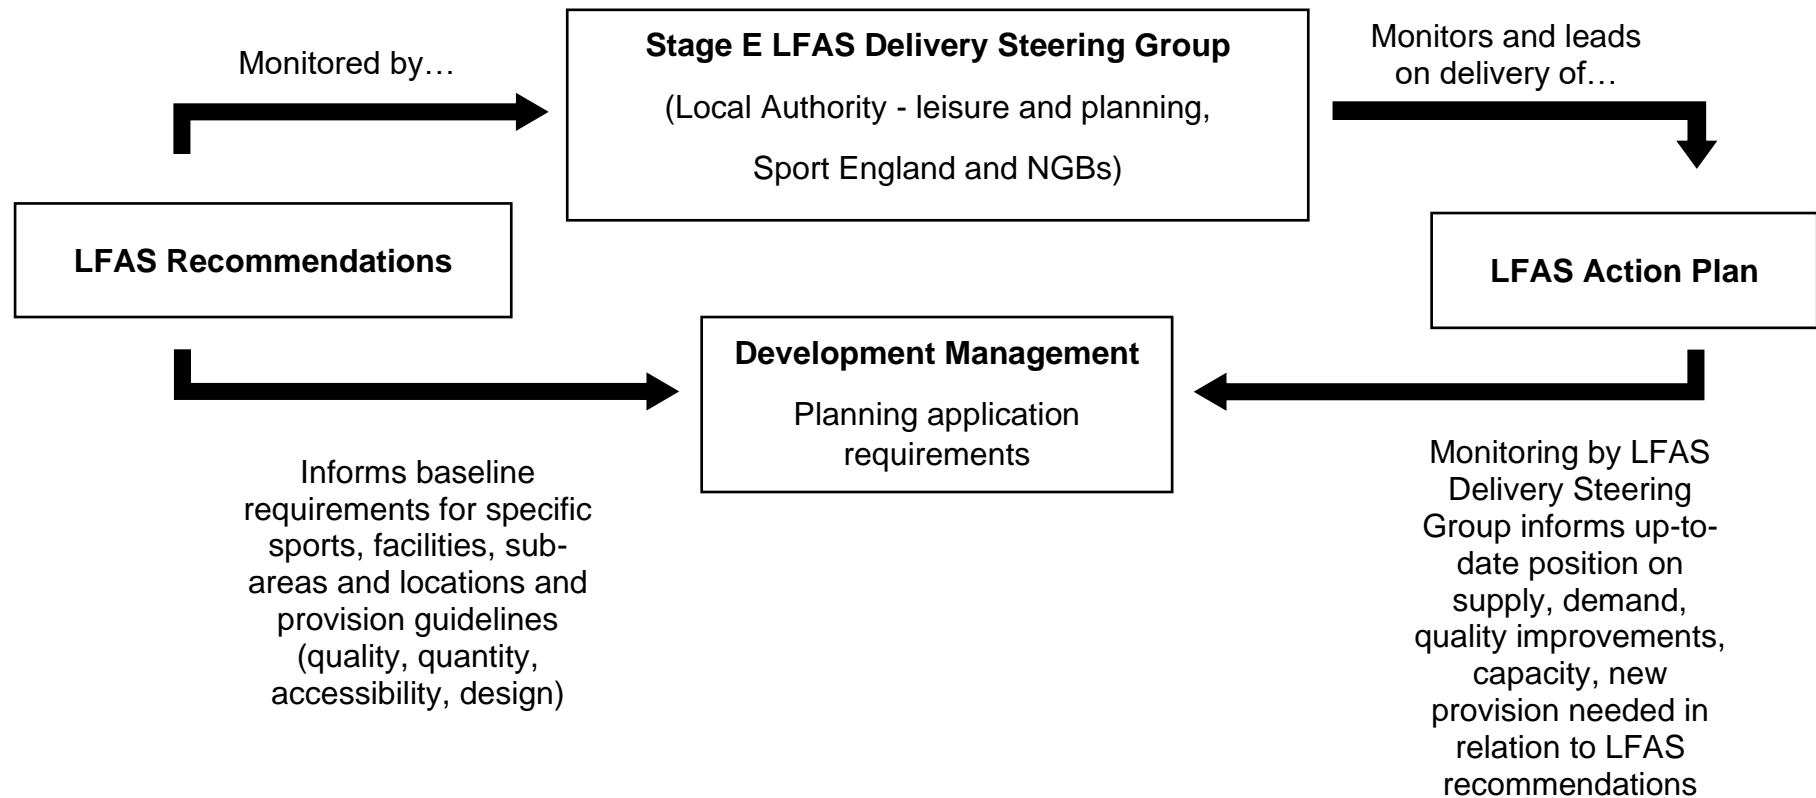 Monitored by…
Stage E LFAS Delivery Steering Group
(Local Authority - leisure and planning,
Sport England and NGBs)
Monitors and leads
on delivery of…
LFAS Recommendations
LFAS Action Plan
Development Management
Planning application
requirements
Informs baseline
requirements for specific
sports, facilities, sub-
areas and locations and
provision guidelines
(quality, quantity,
accessibility, design)
Monitoring by LFAS
Delivery Steering
Group informs up-to-
date position on
supply, demand,
quality improvements,
capacity, new
provision needed in
relation to LFAS
recommendations